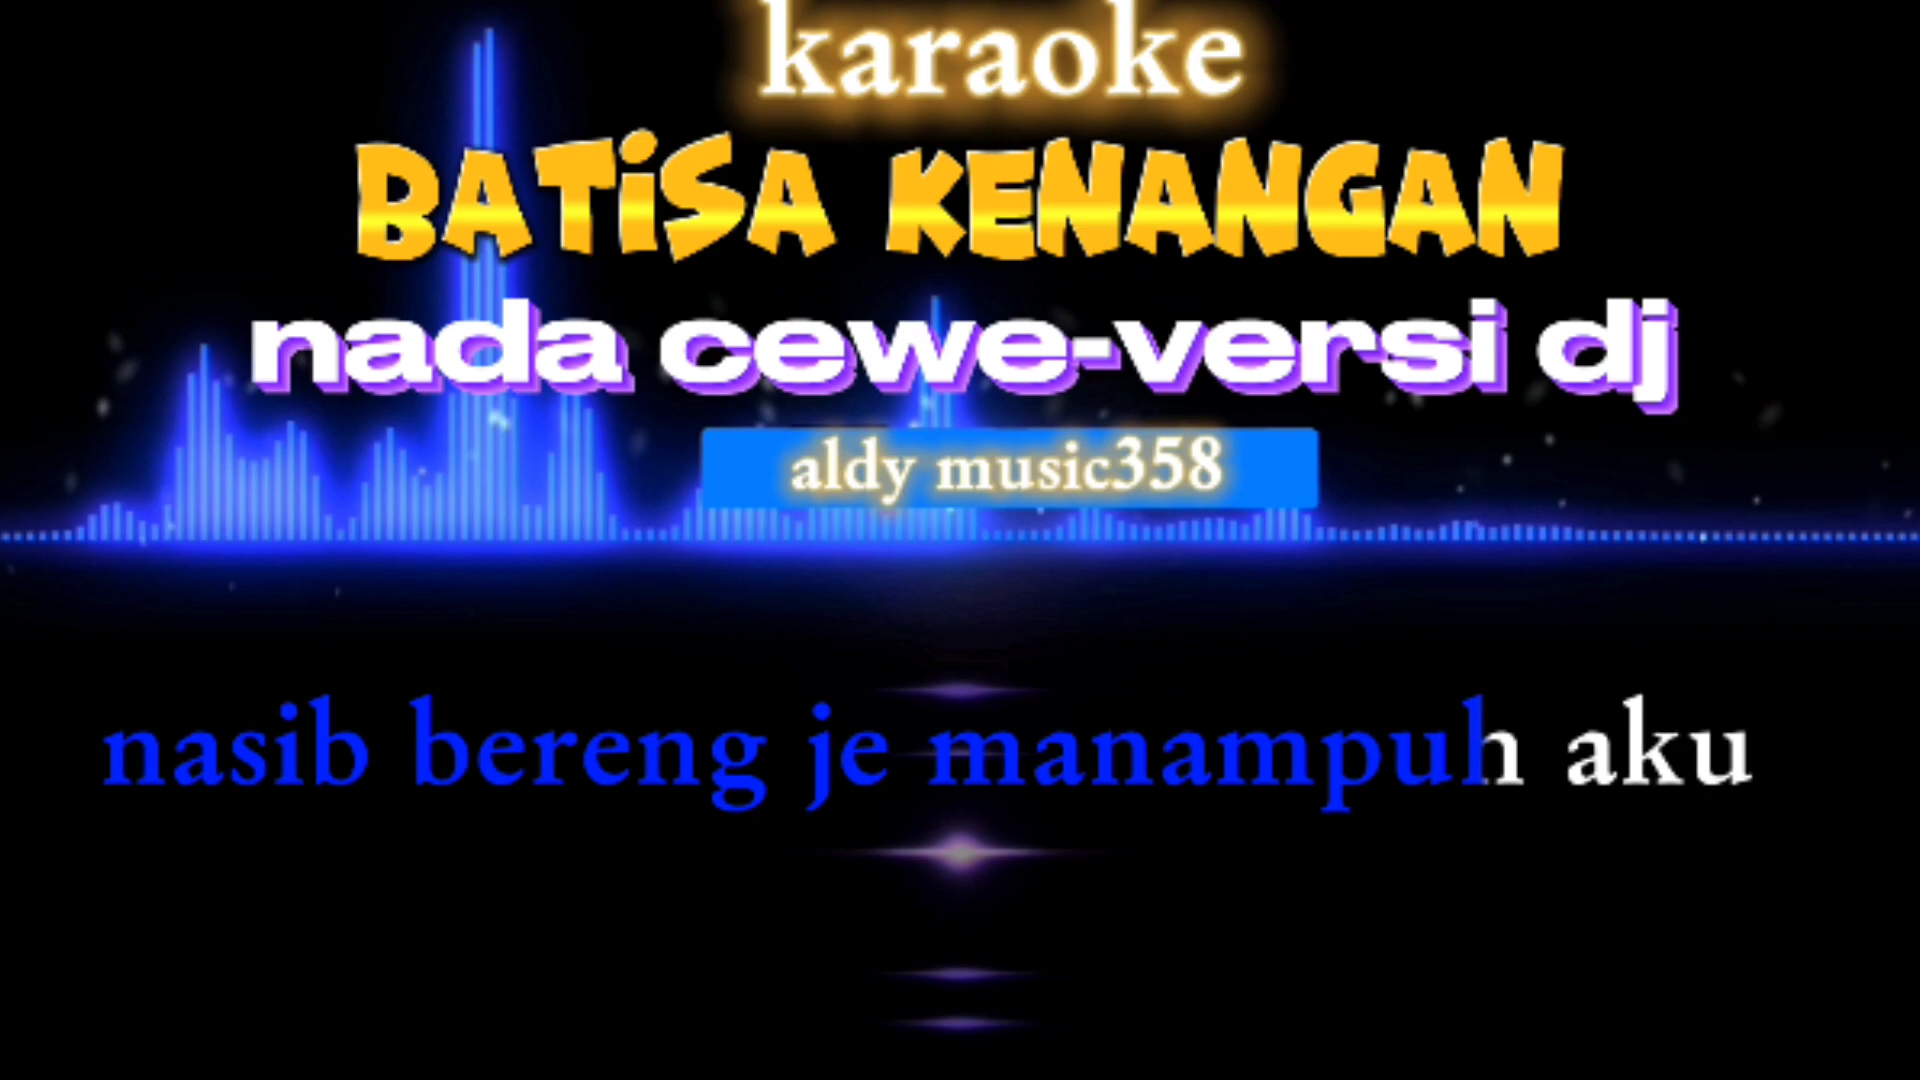 karaoke
BATiSA KENANGAN
nada cewe-versi dj
aldy music358
nasib bereng je manampuh aku